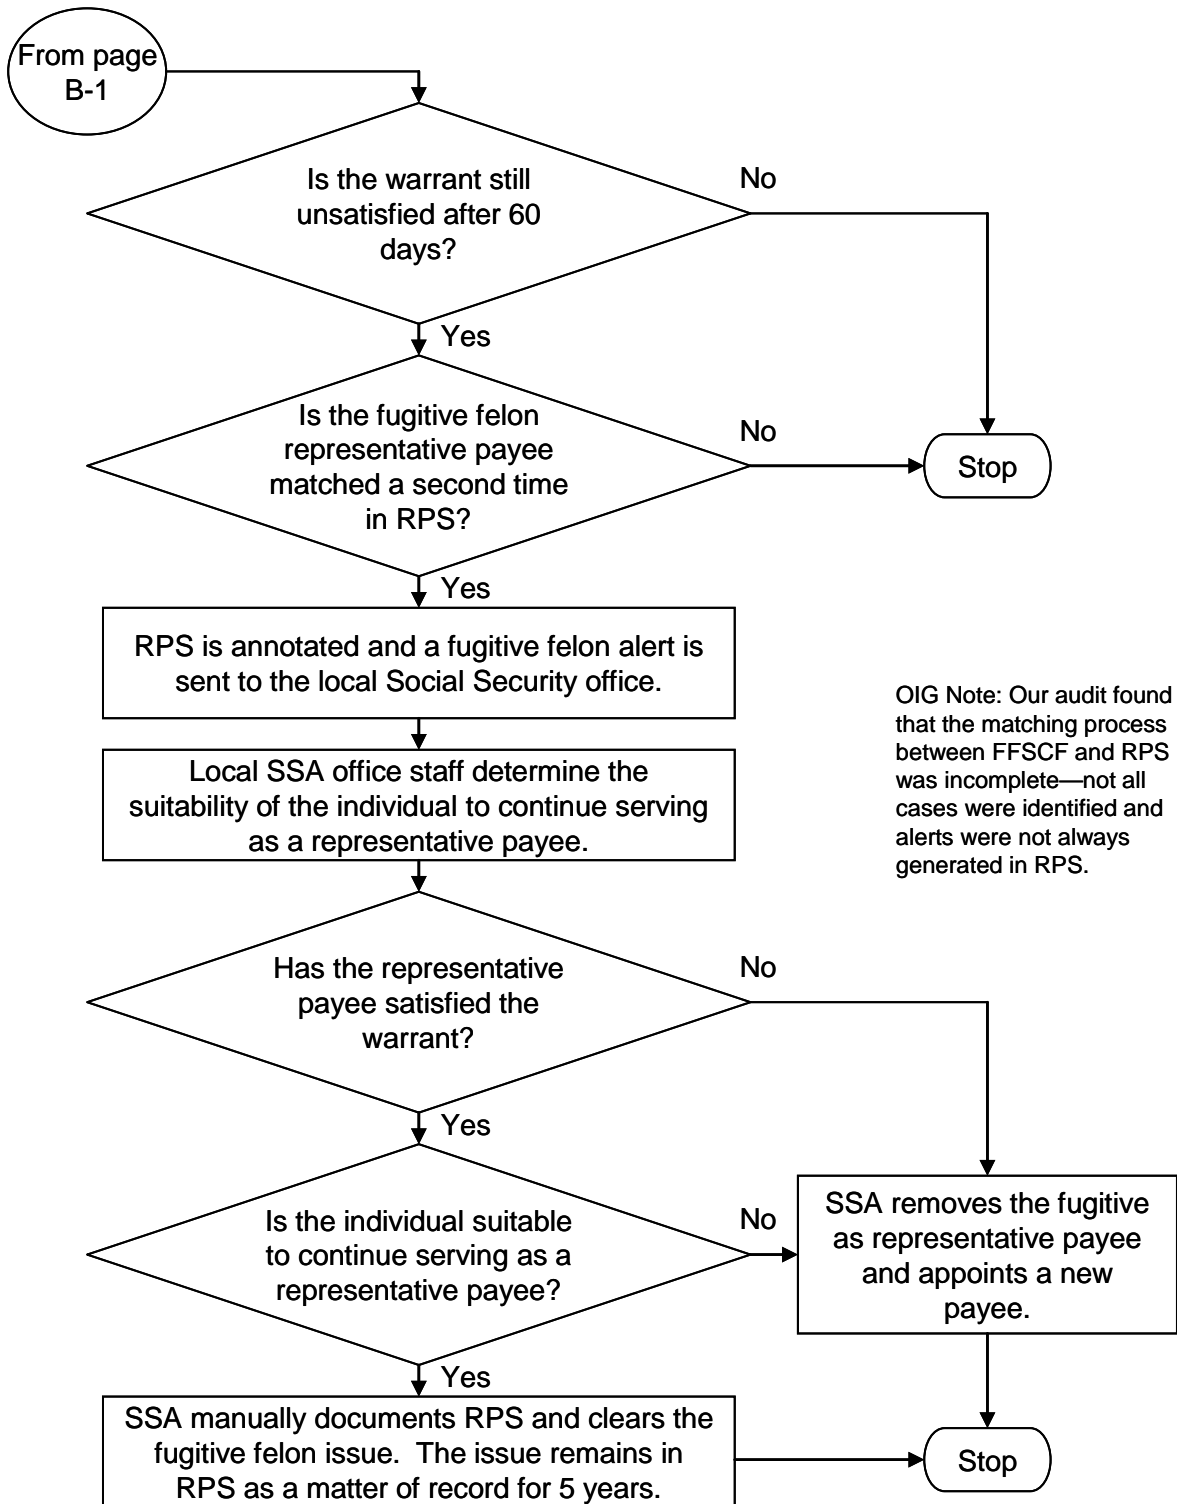 From page
B-1
Is the warrant still
unsatisfied after 60
days?
No
Yes
Is the fugitive felon
representative payee
matched a second time
in RPS?
No
Stop
Yes
RPS is annotated and a fugitive felon alert is
sent to the local Social Security office.
OIG Note: Our audit found
that the matching process
between FFSCF and RPS
was incomplete—not all
cases were identified and
alerts were not always
generated in RPS.
Local SSA office staff determine the
suitability of the individual to continue serving
as a representative payee.
Has the representative
payee satisfied the
warrant?
No
Yes
Is the individual suitable
to continue serving as a
representative payee?
No
SSA removes the fugitive
as representative payee
and appoints a new
payee.
Yes
SSA manually documents RPS and clears the
fugitive felon issue.  The issue remains in
RPS as a matter of record for 5 years.
Stop